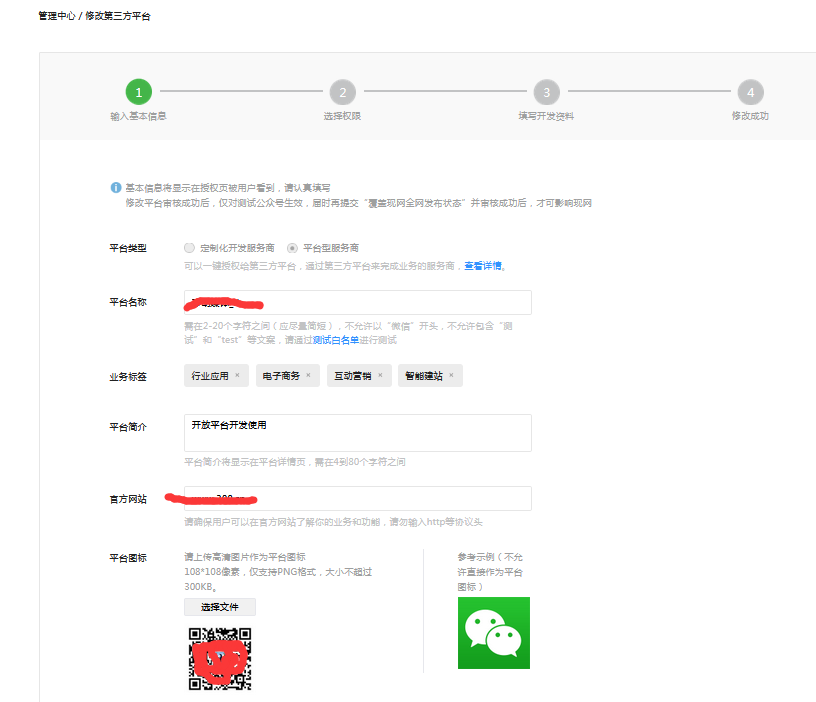 管理中心 / 修改第三方平台
1
2
3
4
输入基本信息
选择权限
填写开发资料
修改成功
基本信息将显示在授权页被用户看到，请认真填写
修改平台审核成功后，仅对测试公众号生效，届时再提交“覆盖现网全网发布状态”并审核成功后，才可影响现网
平台类型
定制化开发服务商
平台型服务商
可以一键授权给第三方平台，通过第三方平台来完成业务的服务商，查看详情。
平台名称
需在2-20个字符之间（应尽量简短），不允许以“微信”开头，不允许包含“测
试”和“test”等文案，请通过测试白名单进行测试
业务标签
行业应用 ×
电子商务 ×
互动营销 ×
智能建站 ×
平台简介
开放平台开发使用
平台简介将显示在平台详情页，需在4到80个字符之间
官方网站
请确保用户可以在官方网站了解你的业务和功能，请勿输入http等协议头
平台图标
请上传高清图片作为平台图标
108*108像素，仅支持PNG格式，大小不超过
300KB。
选择文件
参考示例（不允
许直接作为平台
图标）